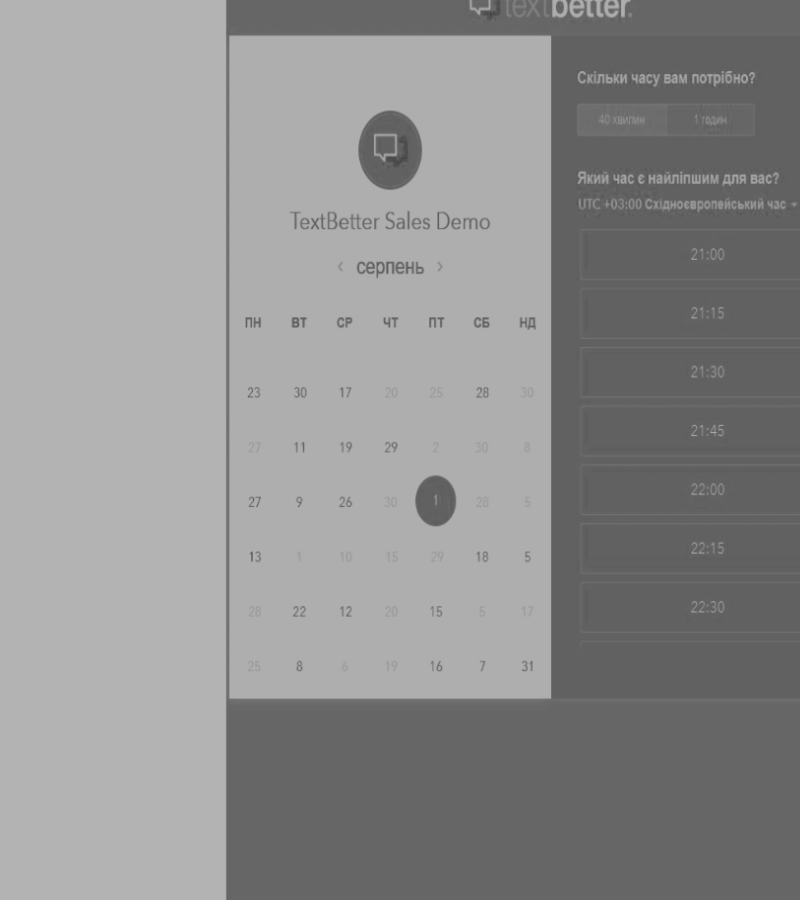 textbetter.
TextBetter Sales Demo
‹ серпень ›
ПН ВТ СР ЧТ ПТ СБ НД
23 30 17 20 25 28 30
27 11 19 29 2 30 8
27 9 26 30 1 28 5
13 1 10 15 29 18 5
28 22 12 20 15 5 17
25 8 6 19 16 7 31
Скільки часу вам потрібно?
40 хвилин 1 годин
Який час є найліпшим для вас?
UTC +03:00 Східноєвропейський час
21:00
21:15
21:30
21:45
22:00
22:15
22:30